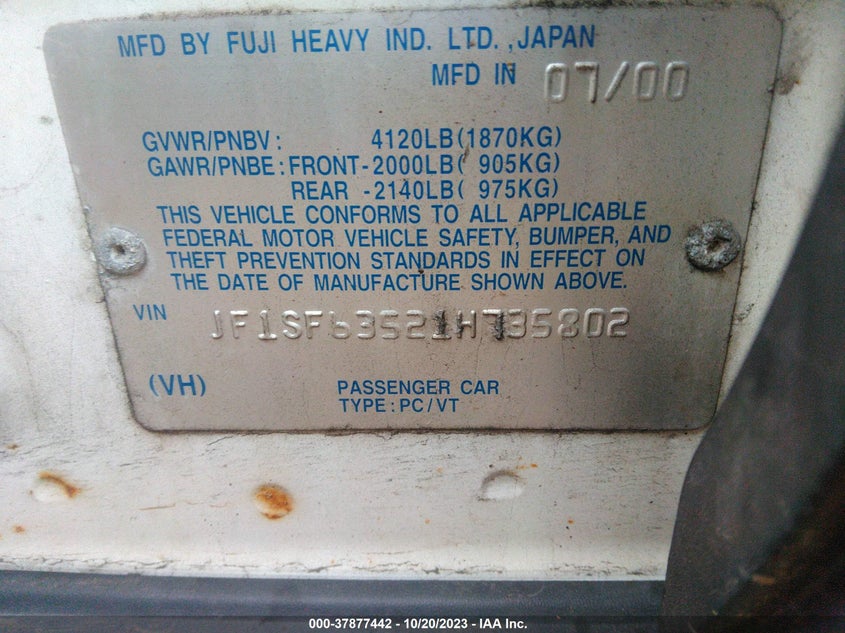 MFD BY FUJI HEAVY IND. LTD.,JAPAN
MFD IN 07/00
GVWR/PNBV: 4120LB(1870KG)
GAWR/PNBE:FRONT-2000LB( 905KG)
REAR -2140LB( 975KG)
THIS VEHICLE CONFORMS TO ALL APPLICABLE
FEDERAL MOTOR VEHICLE SAFETY, BUMPER, AND
THEFT PREVENTION STANDARDS IN EFFECT ON
THE DATE OF MANUFACTURE SHOWN ABOVE.
VIN JF1SF63521H735802
(VH) PASSENGER CAR
TYPE:PC/VT
000-37877442 - 10/20/2023 - IAA Inc.